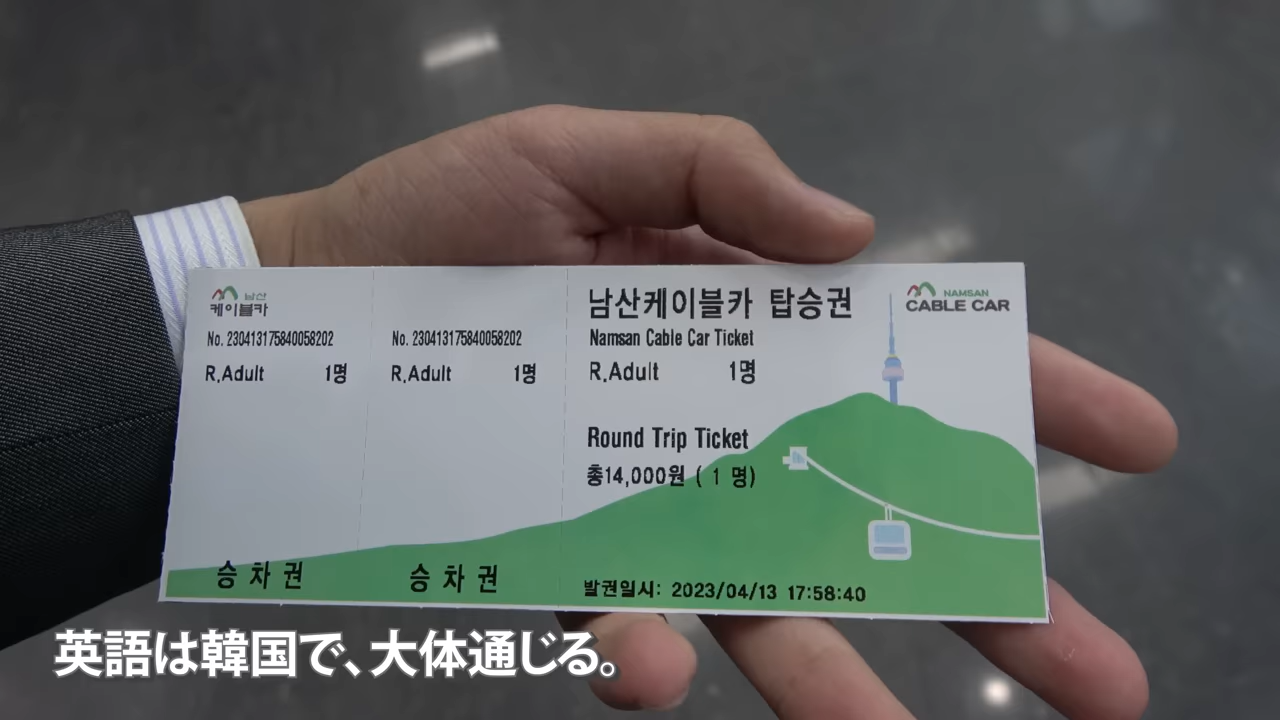 남산
케이블카
No. 230413175840058202
R.Adult 1명
승차권
No. 230413175840058202
R.Adult 1명
승차권
남산케이블카 탑승권
Namsan Cable Car Ticket
R.Adult 1명
Round Trip Ticket
총14,000원 ( 1 명)
발권일시: 2023/04/13 17:58:40
NAMSAN
CABLE CAR
英語は韓国で、大体通じる。